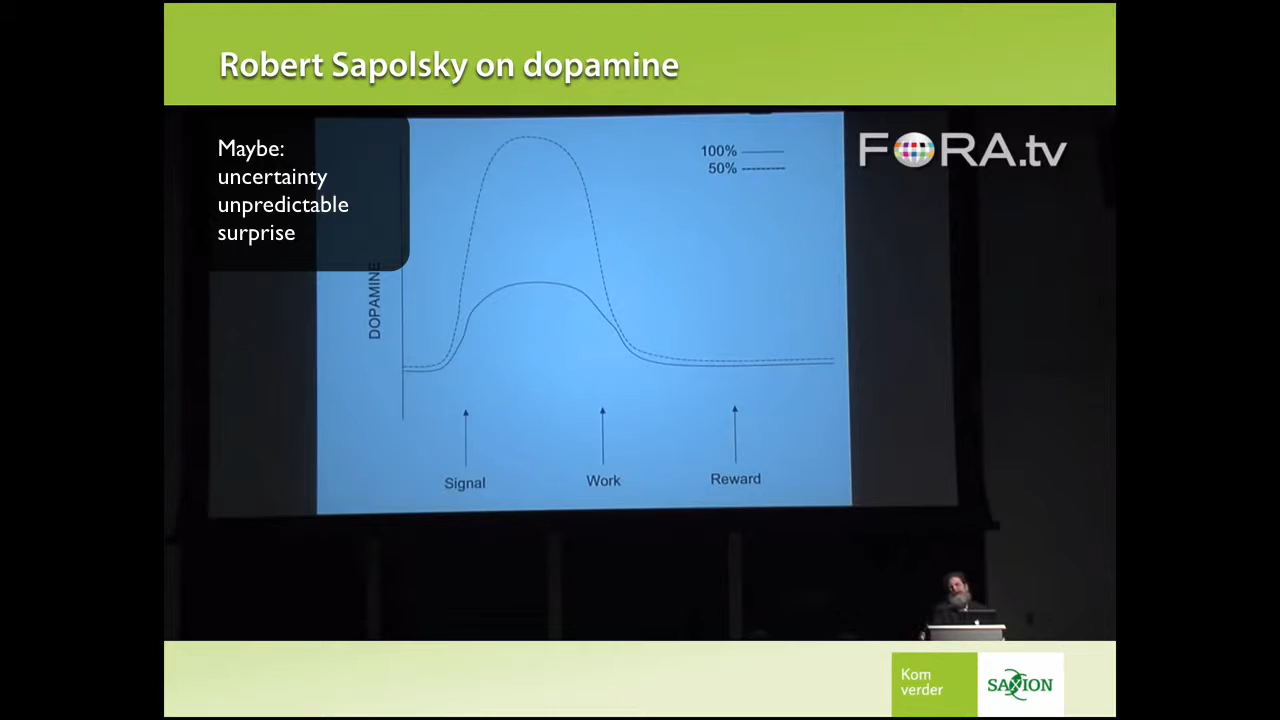 Robert Sapolsky on dopamine
Maybe:
uncertainty
unpredictable
surprise
FORA.tv
100%
50%
DOPAMINE
Signal
Work
Reward
Kom
verder
SAXION